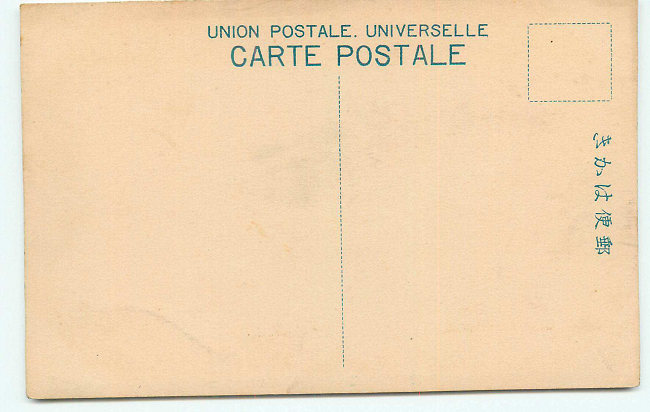 UNION POSTALE. UNIVERSELLE
CARTE POSTALE
郵便はかき